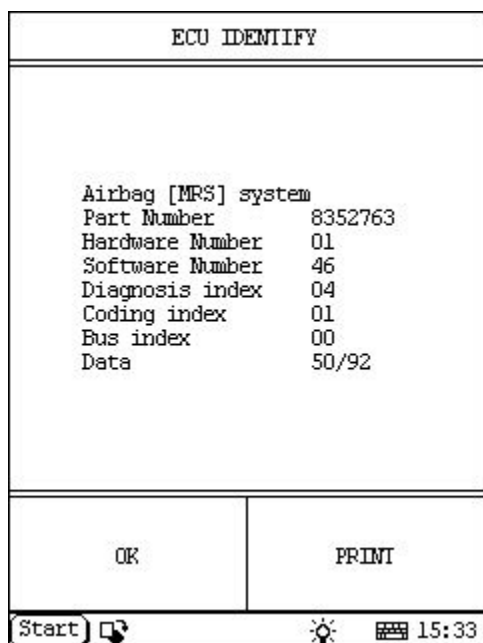 ECU IDENTIFY
Airbag [MRS] system
Part Number 8352763
Hardware Number 01
Software Number 46
Diagnosis index 04
Coding index 01
Bus index 00
Data 50/92
OK PRINT
Start 15:33